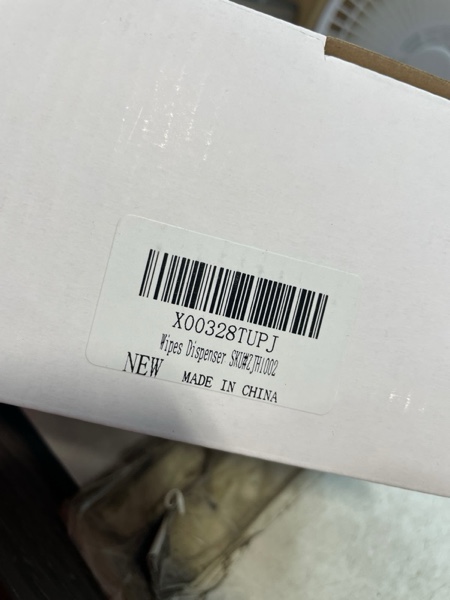 X00328TUPJ
Wipes Dispenser SKU#ZJH1002
NEW
MADE IN CHINA